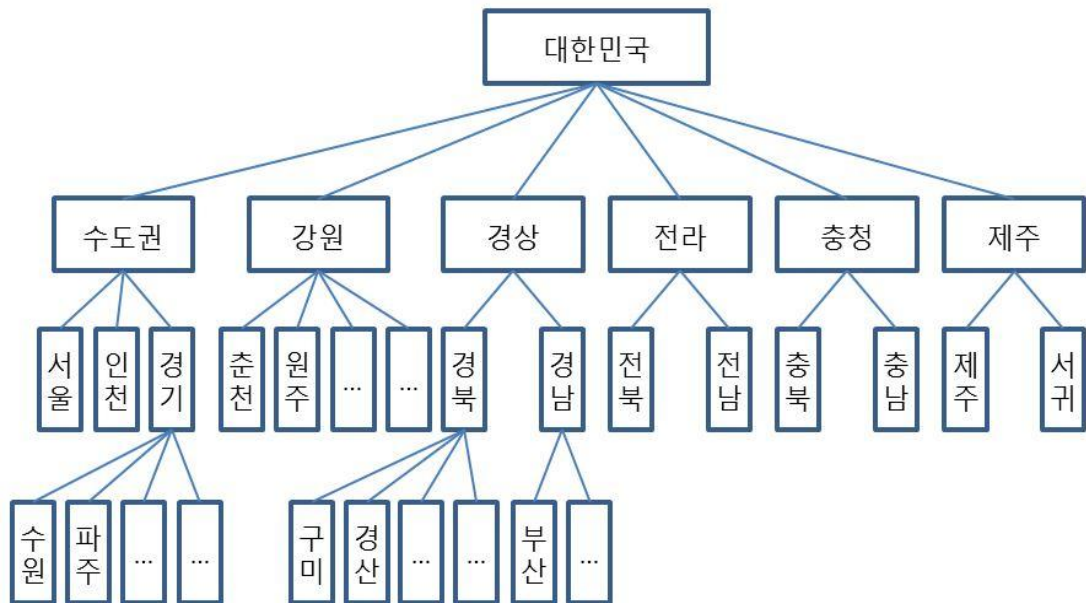 대한민국
수도권 강원 경상 전라 충청 제주
서울 인천 경기 춘천 원주 ... ... 경북 경남 전북 전남 충북 충남 제주 서귀
수원 파주 ... ... 구미 경산 ... ... 부산 ...